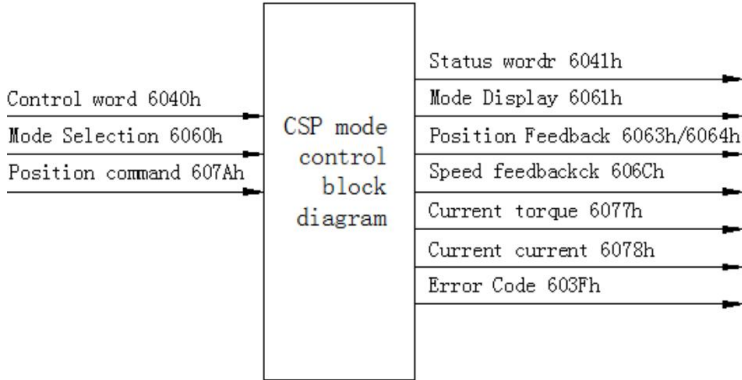 Control word 6040h
Mode Selection 6060h
Position command 607Ah
CSP mode
control
block
diagram
Status wordr 6041h
Mode Display 6061h
Position Feedback 6063h/6064h
Speed feedbackck 606Ch
Current torque 6077h
Current current 6078h
Error Code 603Fh